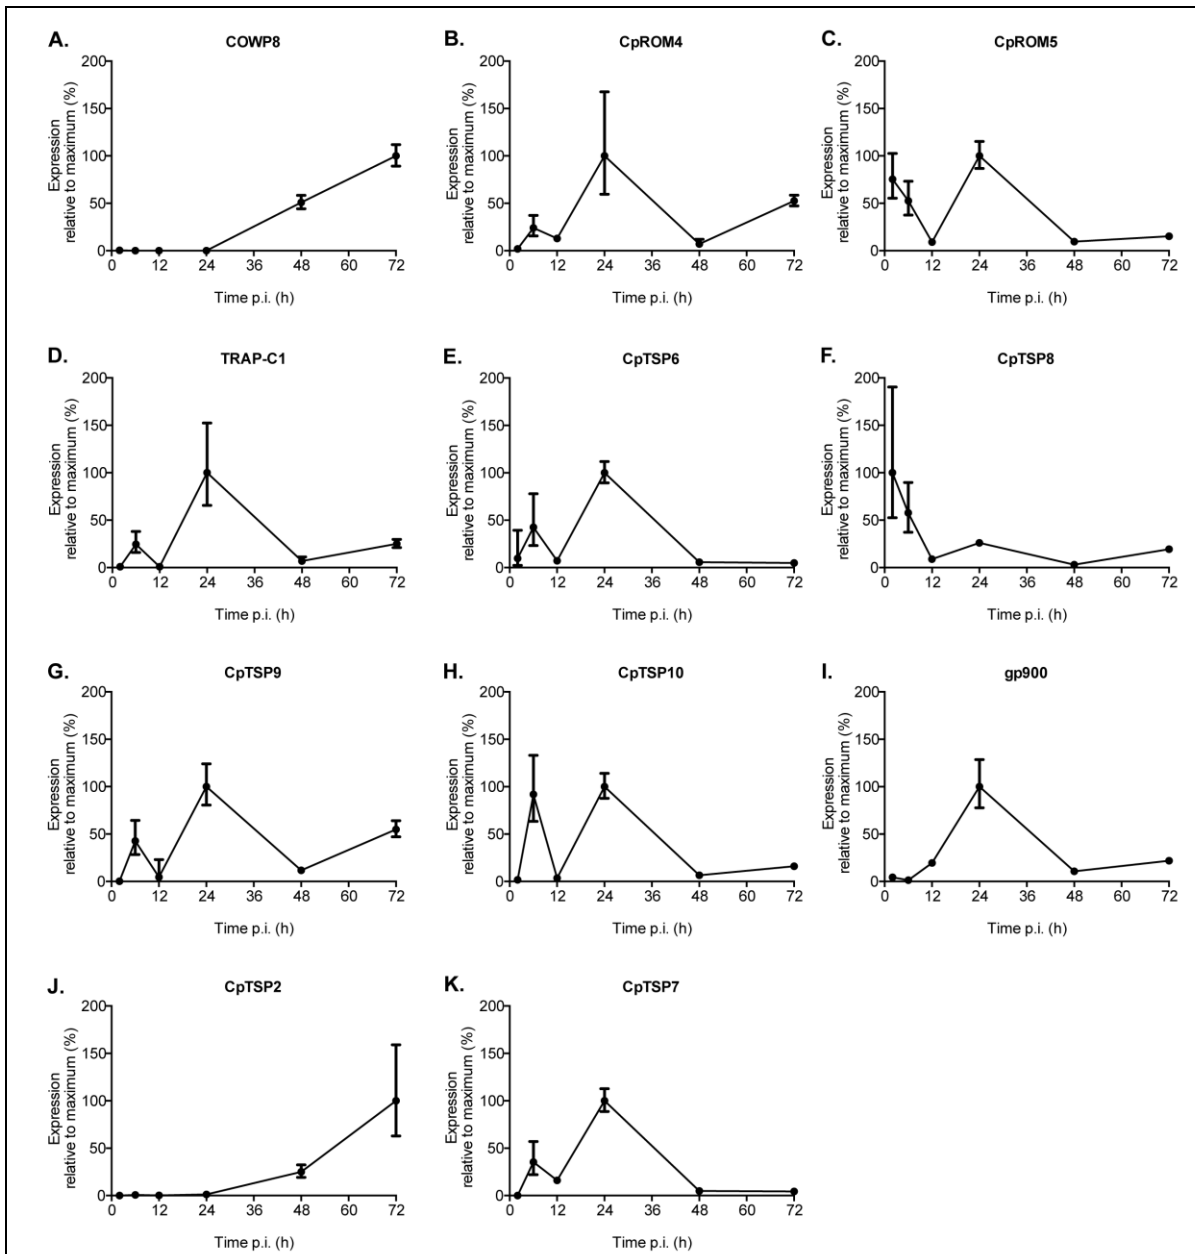 A. COWP8
Expression
relative to maximum (%)
200
150
100
50
0
0 12 24 36 48 60 72
Time p.i. (h)
B. CpROM4
Expression
relative to maximum (%)
200
150
100
50
0
0 12 24 36 48 60 72
Time p.i. (h)
C. CpROM5
Expression
relative to maximum (%)
200
150
100
50
0
0 12 24 36 48 60 72
Time p.i. (h)
D. TRAP-C1
Expression
relative to maximum (%)
200
150
100
50
0
0 12 24 36 48 60 72
Time p.i. (h)
E. CpTSP6
Expression
relative to maximum (%)
200
150
100
50
0
0 12 24 36 48 60 72
Time p.i. (h)
F. CpTSP8
Expression
relative to maximum (%)
200
150
100
50
0
0 12 24 36 48 60 72
Time p.i. (h)
G. CpTSP9
Expression
relative to maximum (%)
200
150
100
50
0
0 12 24 36 48 60 72
Time p.i. (h)
H. CpTSP10
Expression
relative to maximum (%)
200
150
100
50
0
0 12 24 36 48 60 72
Time p.i. (h)
I. gp900
Expression
relative to maximum (%)
200
150
100
50
0
0 12 24 36 48 60 72
Time p.i. (h)
J. CpTSP2
Expression
relative to maximum (%)
200
150
100
50
0
0 12 24 36 48 60 72
Time p.i. (h)
K. CpTSP7
Expression
relative to maximum (%)
200
150
100
50
0
0 12 24 36 48 60 72
Time p.i. (h)